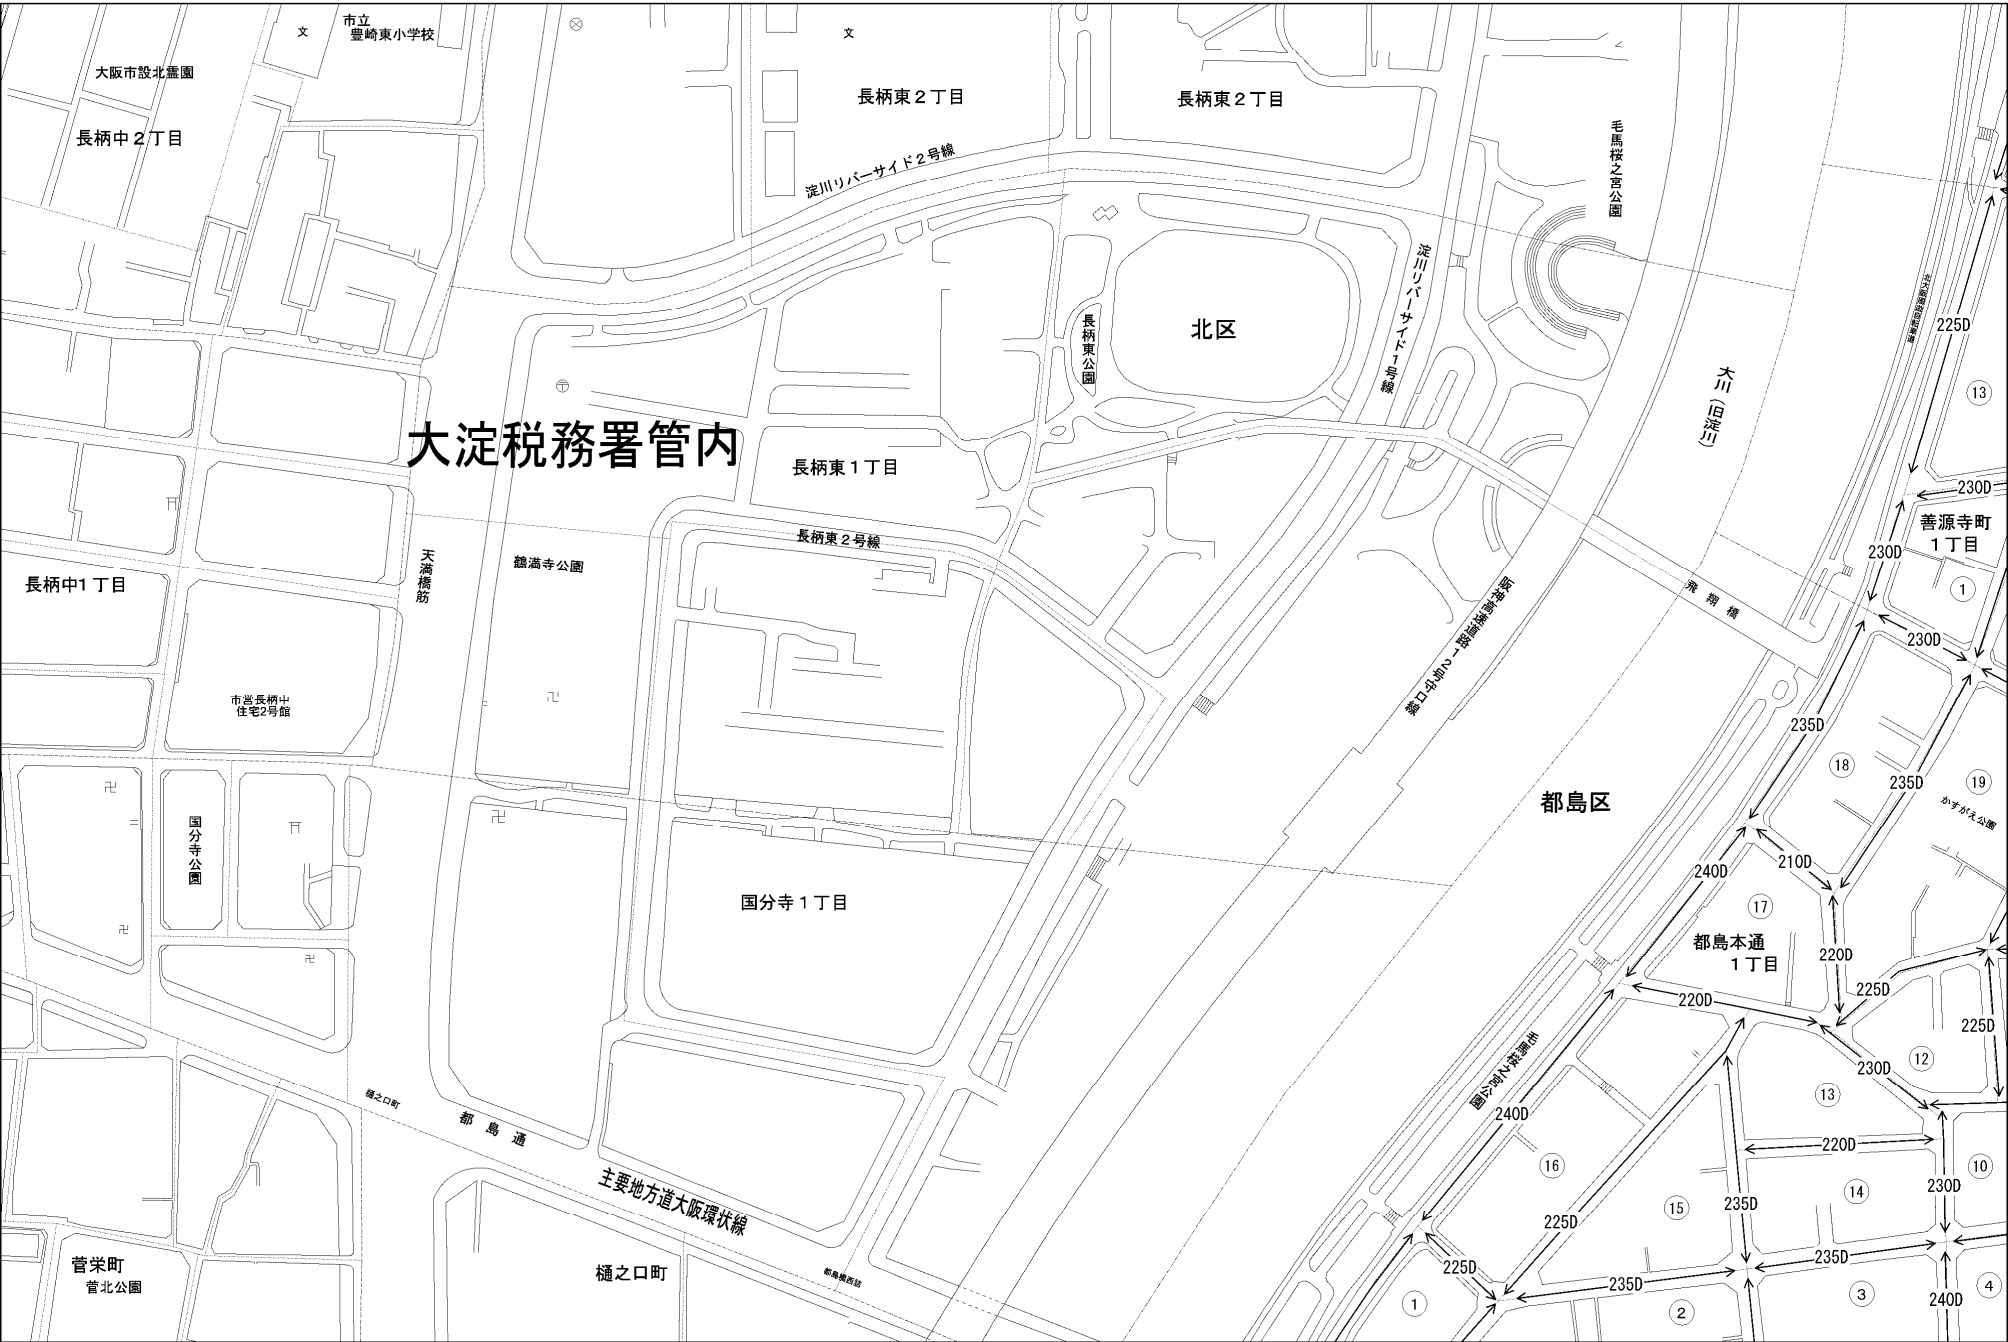 市立
豊崎東小学校
文
文
大阪市設北霊園
長柄中２丁目
長柄東２丁目
長柄東２丁目
淀川リバーサイド２号線
毛馬桜之宮公園
淀川リバーサイド１号線
長柄東公園
北区
大川（旧淀川）
225D
13
大淀税務署管内
長柄東１丁目
230D
善源寺町
１丁目
230D
1
230D
長柄東２号線
天満橋筋
鶴満寺公園
長柄中１丁目
飛翔橋
阪神高速道路１２号守口線
市営長柄中
住宅2号館
235D
18
235D
19
かすがえ公園
都島区
国分寺公園
240D
210D
17
国分寺１丁目
都島本通
１丁目
220D
225D
220D
225D
12
230D
毛馬桜之宮公園
240D
13
220D
樋之口町
都島通
16
10
230D
14
235D
15
主要地方道大阪環状線
225D
菅栄町
菅北公園
樋之口町
都島橋西詰
225D
235D
235D
1
2
3
4
240D